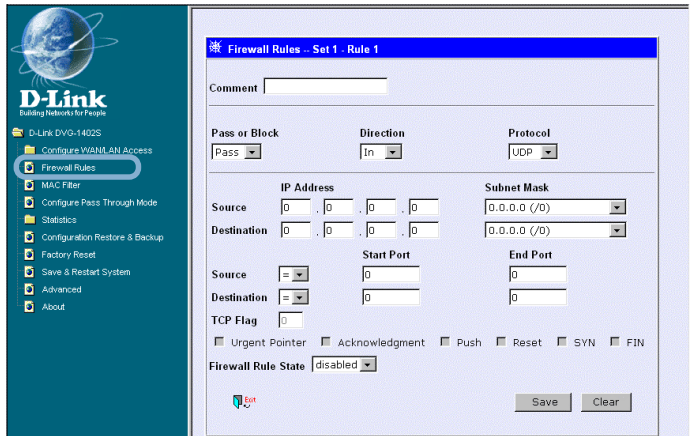 D-Link
Building Networks for People
D-Link DVG-1402S
Configure WAN/LAN Access
Firewall Rules
MAC Filter
Configure Pass Through Mode
Statistics
Configuration Restore & Backup
Factory Reset
Save & Restart System
Advanced
About
Firewall Rules -- Set 1 - Rule 1
Comment
Pass or Block Direction Protocol
Pass In UDP
IP Address Subnet Mask
Source 0 . 0 . 0 . 0 0.0.0.0 (/0)
Destination 0 . 0 . 0 . 0 0.0.0.0 (/0)
Start Port End Port
Source = 0 0
Destination = 0 0
TCP Flag 0
Urgent Pointer Acknowledgment Push Reset SYN FIN
Firewall Rule State disabled
Exit Save Clear